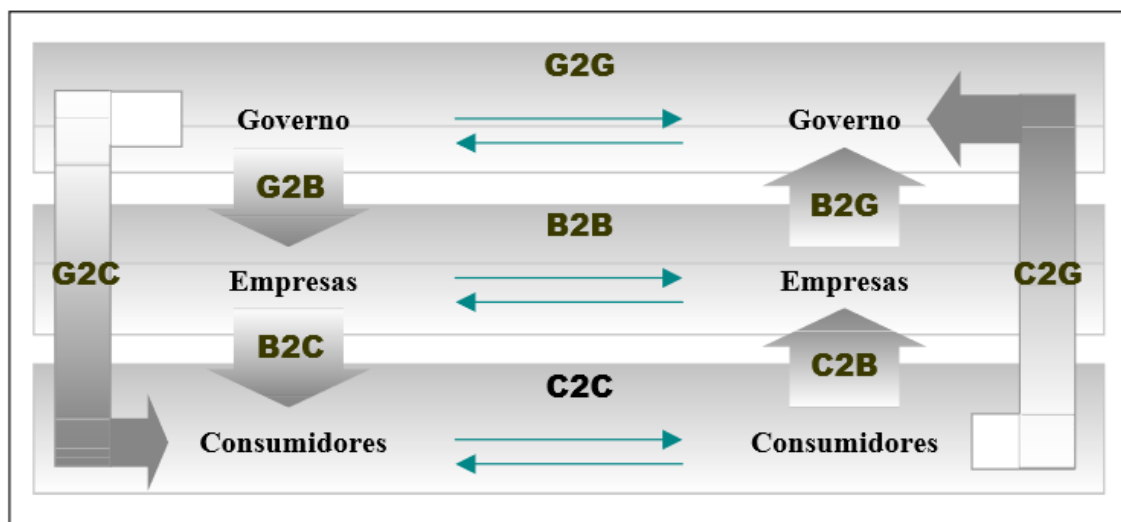 G2G
Governo Governo
G2B B2G
B2B
G2C C2G
Empresas Empresas
B2C C2B
C2C
Consumidores Consumidores